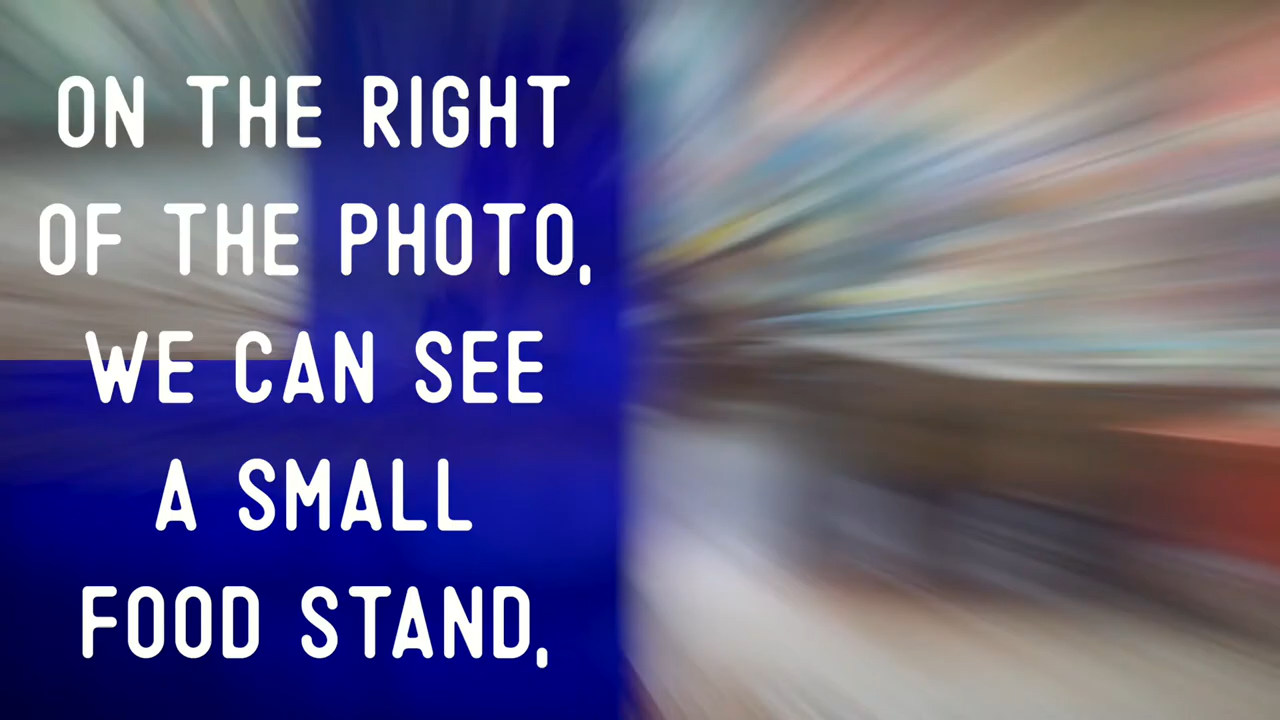 ON THE RIGHT
OF THE PHOTO,
WE CAN SEE
A SMALL
FOOD STAND,